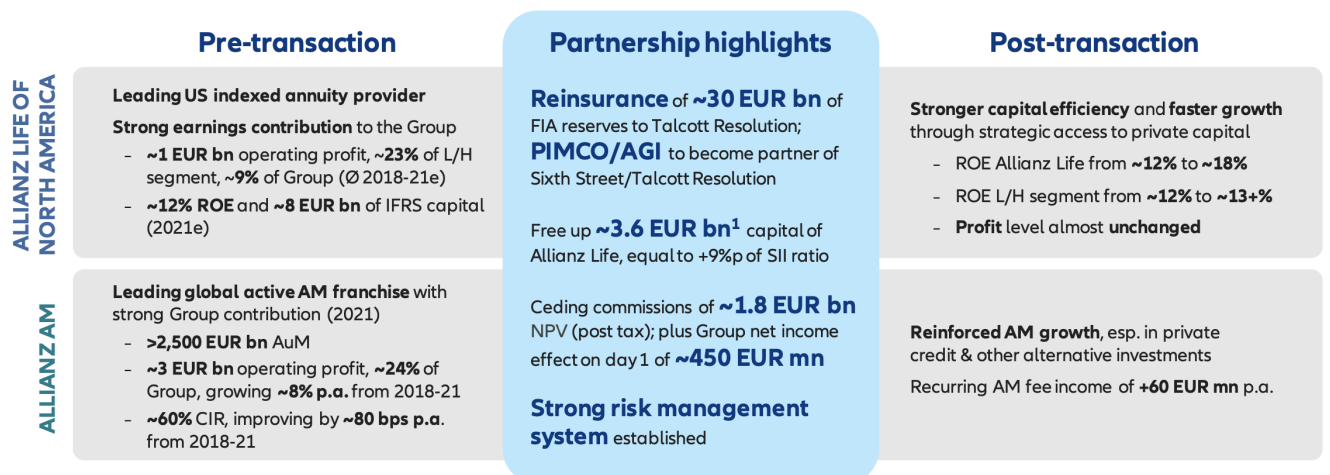 Pre-transaction
Partnership highlights
Post-transaction
ALLIANZ LIFE OF
NORTH AMERICA
Leading US indexed annuity provider
Strong earnings contribution to the Group
- ~1 EUR bn operating profit, ~23% of L/H
segment, ~9% of Group (Ø 2018-21e)
- ~12% ROE and ~8 EUR bn of IFRS capital
(2021e)
ALLIANZ AM
Leading global active AM franchise with
strong Group contribution (2021)
- >2,500 EUR bn AuM
- ~3 EUR bn operating profit, ~24% of
Group, growing ~8% p.a. from 2018-21
- ~60% CIR, improving by ~80 bps p.a.
from 2018-21
Reinsurance of ~30 EUR bn of
FIA reserves to Talcott Resolution;
PIMCO/AGI to become partner of
Sixth Street/Talcott Resolution
Free up ~3.6 EUR bn¹ capital of
Allianz Life, equal to +9%p of SII ratio
Ceding commissions of ~1.8 EUR bn
NPV (post tax); plus Group net income
effect on day 1 of ~450 EUR mn
Strong risk management
system established
Stronger capital efficiency and faster growth
through strategic access to private capital
- ROE Allianz Life from ~12% to ~18%
- ROE L/H segment from ~12% to ~13+%
- Profit level almost unchanged
Reinforced AM growth, esp. in private
credit & other alternative investments
Recurring AM fee income of +60 EUR mn p.a.